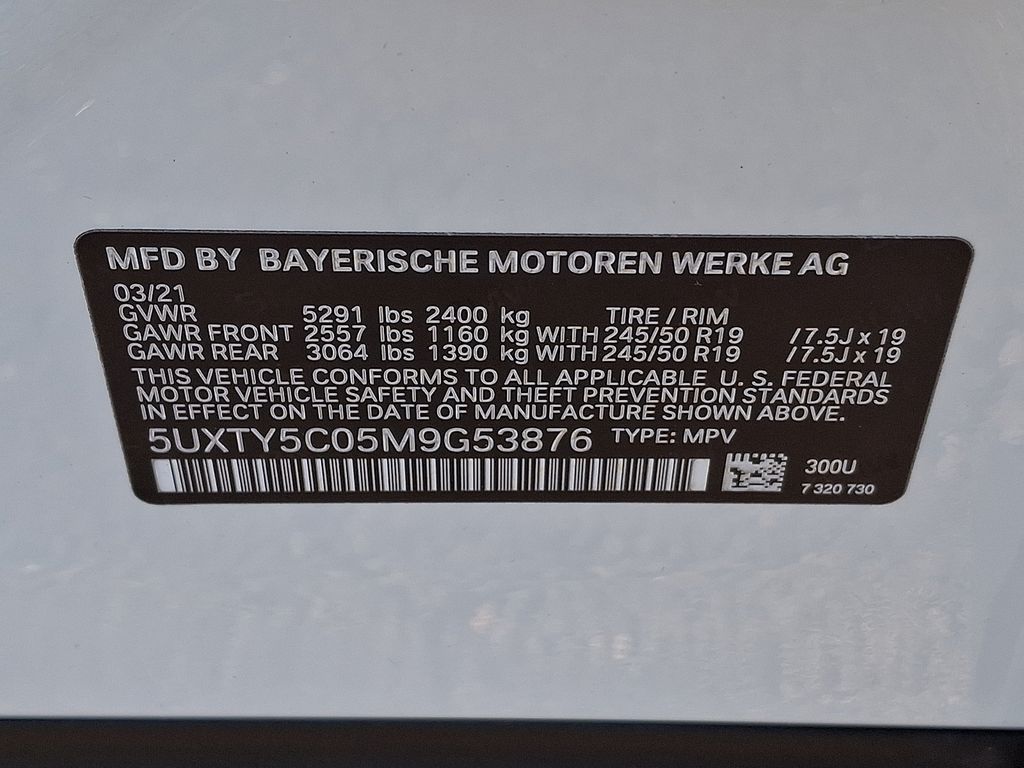 MFD BY BAYERISCHE MOTOREN WERKE AG
03/21
GVWR 5291 lbs 2400 kg TIRE / RIM
GAWR FRONT 2557 lbs 1160 kg WITH 245/50 R19 /7.5J x 19
GAWR REAR 3064 lbs 1390 kg WITH 245/50 R19 /7.5J x 19
THIS VEHICLE CONFORMS TO ALL APPLICABLE U. S. FEDERAL
MOTOR VEHICLE SAFETY AND THEFT PREVENTION STANDARDS
IN EFFECT ON THE DATE OF MANUFACTURE SHOWN ABOVE.
5UXTY5C05M9G53876 TYPE: MPV
300U
7 320 730